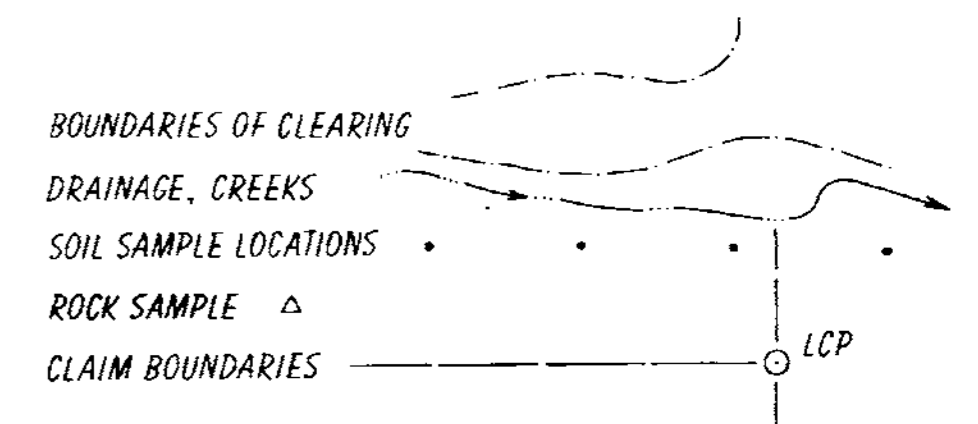 BOUNDARIES OF CLEARING
DRAINAGE, CREEKS
SOIL SAMPLE LOCATIONS
ROCK SAMPLE
CLAIM BOUNDARIES
LCP